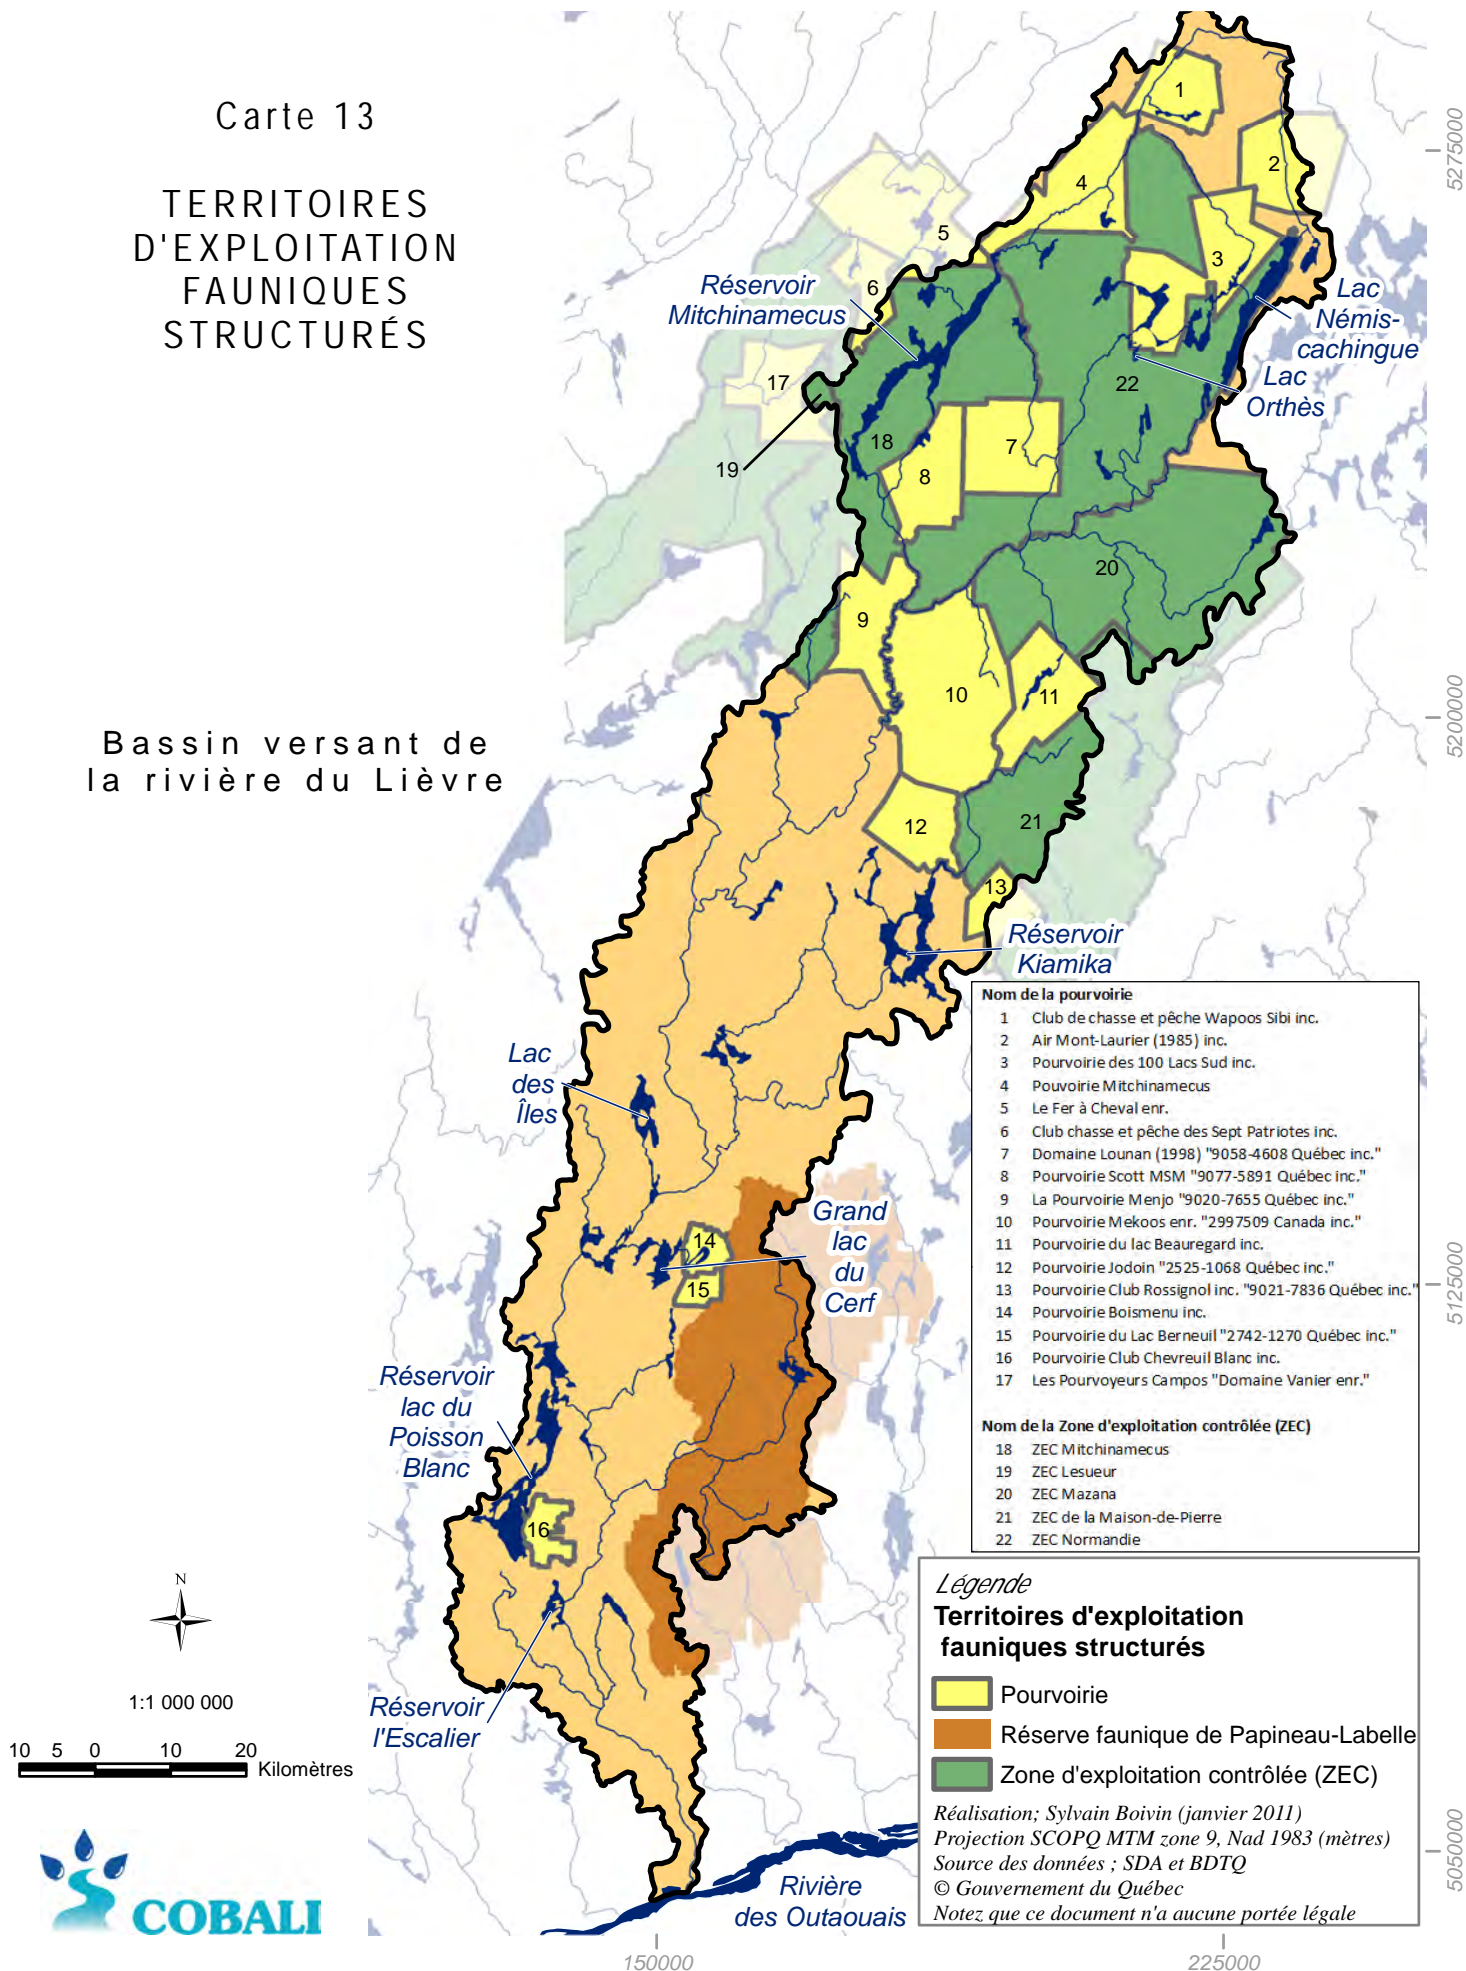 Carte 13
TERRITOIRES
D'EXPLOITATION
FAUNIQUES
STRUCTURÉS
Bassin versant de
la rivière du Lièvre
1
2
3
4
5
6
7
8
9
10
11
12
13
14
15
16
17
18
19
20
21
22
Réservoir
Mitchinamecus
Lac
Némis-
cachingue
Lac
Orthès
Réservoir
Kiamika
Lac
des
Îles
Grand
lac
du
Cerf
Réservoir
lac du
Poisson
Blanc
Réservoir
l'Escalier
Rivière
des Outaouais
5275000
5200000
5125000
5050000
150000
225000
Nom de la pourvoirie
1 Club de chasse et pêche Wapoos Sibi inc.
2 Air Mont-Laurier (1985) inc.
3 Pourvoirie des 100 Lacs Sud inc.
4 Pouvoirie Mitchinamecus
5 Le Fer à Cheval enr.
6 Club chasse et pêche des Sept Patriotes inc.
7 Domaine Lounan (1998) "9058-4608 Québec inc."
8 Pourvoirie Scott MSM "9077-5891 Québec inc."
9 La Pourvoirie Menjo "9020-7655 Québec inc."
10 Pourvoirie Mekoos enr. "2997509 Canada inc."
11 Pourvoirie du lac Beauregard inc.
12 Pourvoirie Jodoin "2525-1068 Québec inc."
13 Pourvoirie Club Rossignol inc. "9021-7836 Québec inc."
14 Pourvoirie Boismenu inc.
15 Pourvoirie du Lac Berneuil "2742-1270 Québec inc."
16 Pourvoirie Club Chevreuil Blanc inc.
17 Les Pourvoyeurs Campos "Domaine Vanier enr."
Nom de la Zone d'exploitation contrôlée (ZEC)
18 ZEC Mitchinamecus
19 ZEC Lesueur
20 ZEC Mazana
21 ZEC de la Maison-de-Pierre
22 ZEC Normandie
Légende
Territoires d'exploitation
fauniques structurés
Pourvoirie
Réserve faunique de Papineau-Labelle
Zone d'exploitation contrôlée (ZEC)
Réalisation; Sylvain Boivin (janvier 2011)
Projection SCOPQ MTM zone 9, Nad 1983 (mètres)
Source des données ; SDA et BDTQ
© Gouvernement du Québec
Notez que ce document n'a aucune portée légale
N
1:1 000 000
10 5 0 10 20
Kilomètres
COBALI